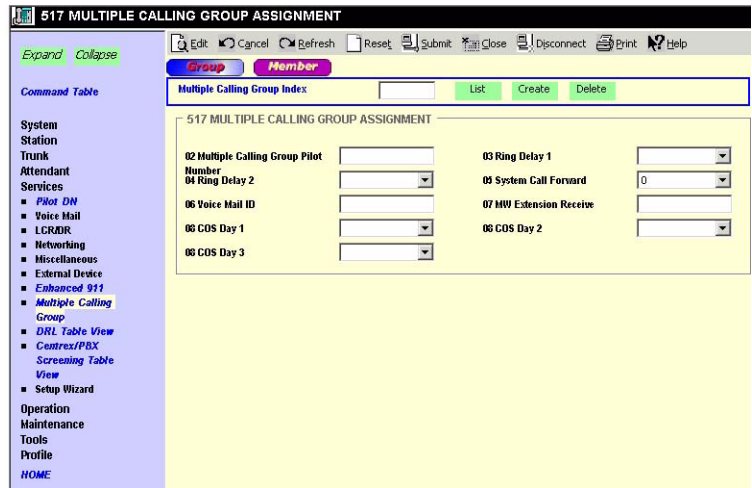 517 MULTIPLE CALLING GROUP ASSIGNMENT
Edit Cancel Refresh Reset Submit Close Disconnect Print Help
Expand Collapse
Group Member
Command Table
Multiple Calling Group Index List Create Delete
517 MULTIPLE CALLING GROUP ASSIGNMENT
02 Multiple Calling Group Pilot Number
03 Ring Delay 1
04 Ring Delay 2
05 System Call Forward 0
06 Voice Mail ID
07 MW Extension Receive
08 COS Day 1
08 COS Day 2
08 COS Day 3
System
Station
Trunk
Attendant
Services
Pilot DN
Voice Mail
LCR/DR
Networking
Miscellaneous
External Device
Enhanced 911
Multiple Calling
Group
DRL Table View
Centrex/PBX
Screening Table
View
Setup Wizard
Operation
Maintenance
Tools
Profile
HOME